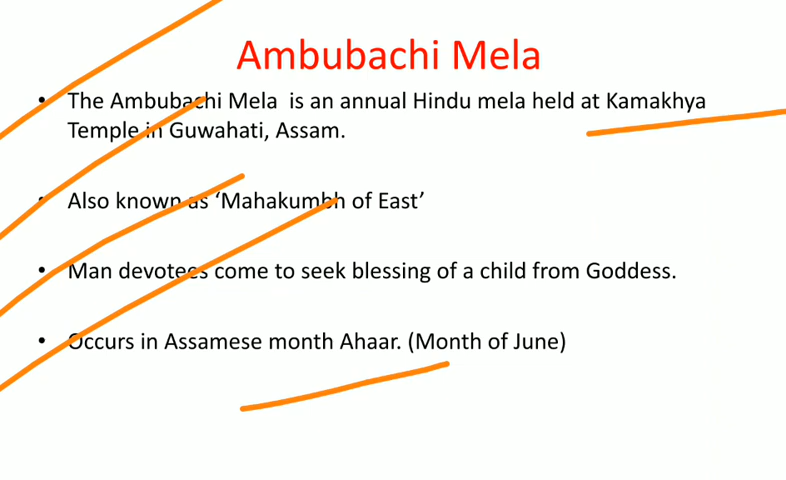 Ambubachi Mela
• The Ambubachi Mela is an annual Hindu mela held at Kamakhya
Temple in Guwahati, Assam.
• Also known as ‘Mahakumbh of East’
• Man devotees come to seek blessing of a child from Goddess.
• Occurs in Assamese month Ahaar. (Month of June)